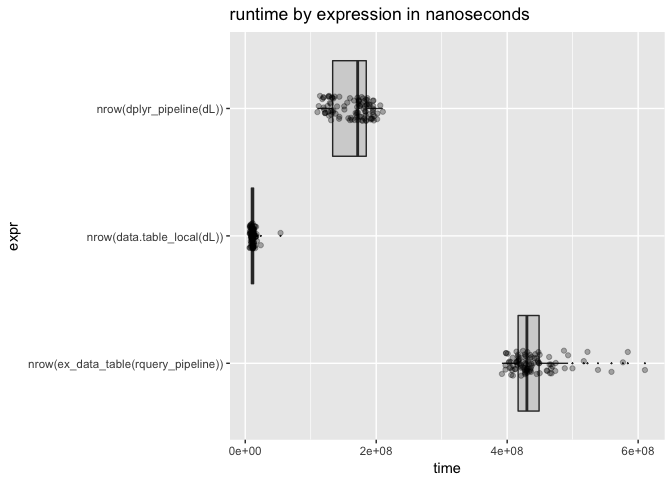 runtime by expression in nanoseconds
nrow(dplyr_pipeline(dL))
nrow(data.table_local(dL))
nrow(ex_data_table(rquery_pipeline))
expr
0e+00 2e+08 4e+08 6e+08
time